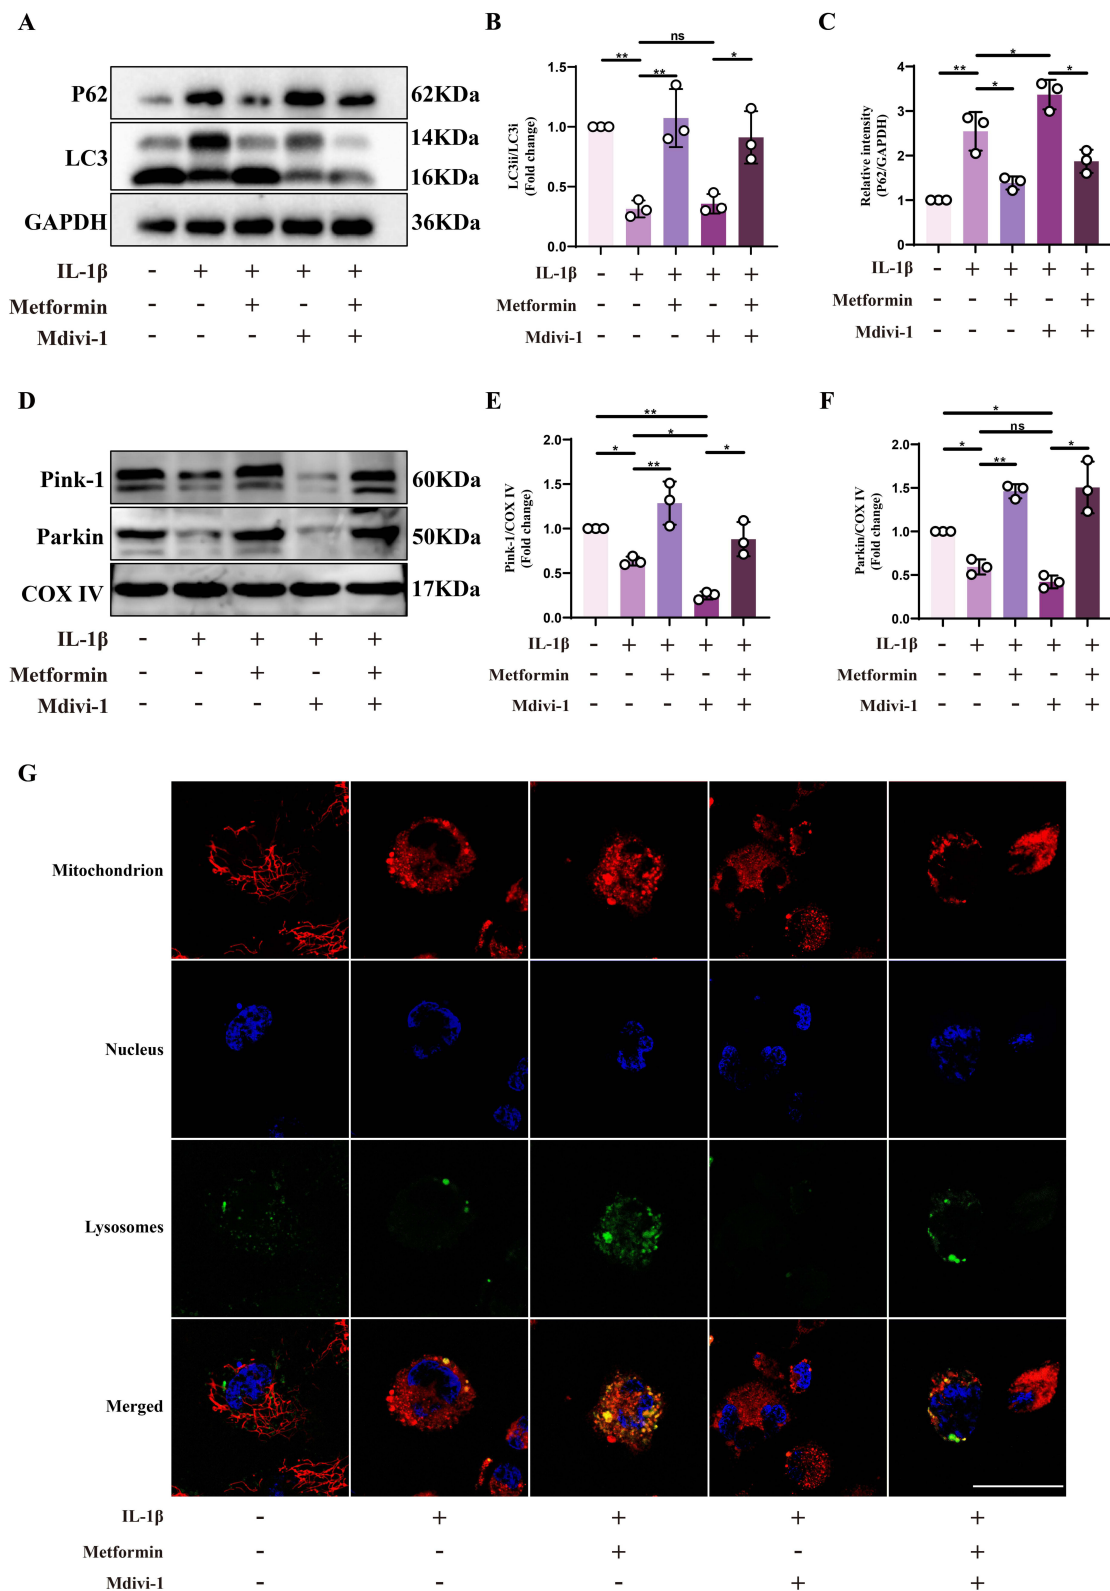 A
P62
62KDa
LC3
14KDa
16KDa
GAPDH
36KDa
IL-1β - + + + +
Metformin - - + - +
Mdivi-1 - - - + +
B
ns
** ** *
LC3ii/LC3i
(Fold change)
1.5
1.0
0.5
0.0
IL-1β - + + + +
Metformin - - + - +
Mdivi-1 - - - + +
C
*
** * *
Relative intensity
(P62/GAPDH)
4
3
2
1
0
IL-1β - + + + +
Metformin - - + - +
Mdivi-1 - - - + +
D
Pink-1
60KDa
Parkin
50KDa
COX IV
17KDa
IL-1β - + + + +
Metformin - - + - +
Mdivi-1 - - - + +
E
**
*
* ** *
Pink-1/COX IV
(Fold change)
2.0
1.5
1.0
0.5
0.0
IL-1β - + + + +
Metformin - - + - +
Mdivi-1 - - - + +
F
*
ns
* ** *
Parkin/COX IV
(Fold change)
2.0
1.5
1.0
0.5
0.0
IL-1β - + + + +
Metformin - - + - +
Mdivi-1 - - - + +
G
Mitochondrion
Nucleus
Lysosomes
Merged
IL-1β - + + + +
Metformin - - + - +
Mdivi-1 - - - + +